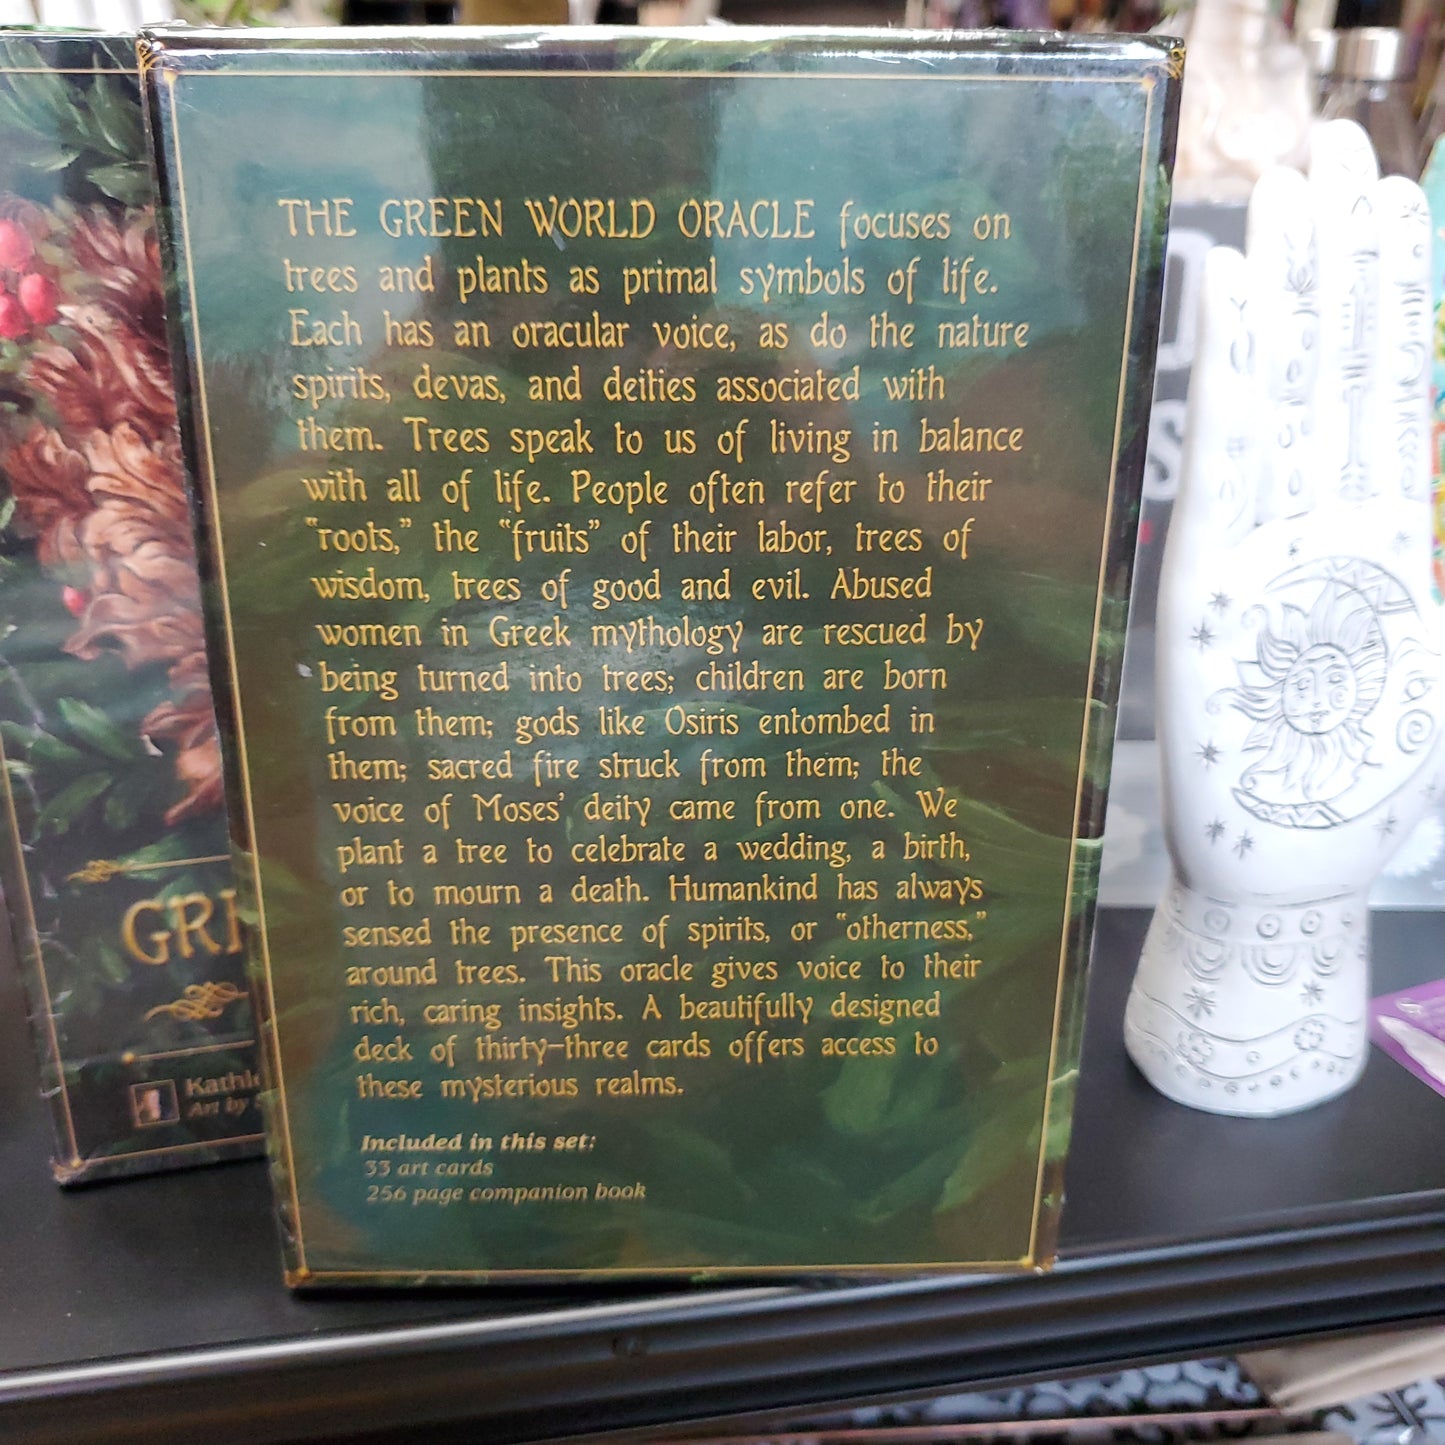 THE GREEN WORLD ORACLE focuses on
trees and plants as primal symbols of life.
Each has an oracular voice, as do the nature
spirits, devas, and deities associated with
them. Trees speak to us of living in balance
with all of life. People often refer to their
"roots," the "fruits" of their labor, trees of
wisdom, trees of good and evil. Abused
women in Greek mythology are rescued by
being turned into trees; children are born
from them; gods like Osiris entombed in
them; sacred fire struck from them; the
voice of Moses' deity came from one. We
plant a tree to celebrate a wedding, a birth,
or to mourn a death. Humankind has always
sensed the presence of spirits, or "otherness,"
around trees. This oracle gives voice to their
rich, caring insights. A beautifully designed
deck of thirty-three cards offers access to
these mysterious realms.
Included in this set:
33 art cards
256 page companion book
Art by